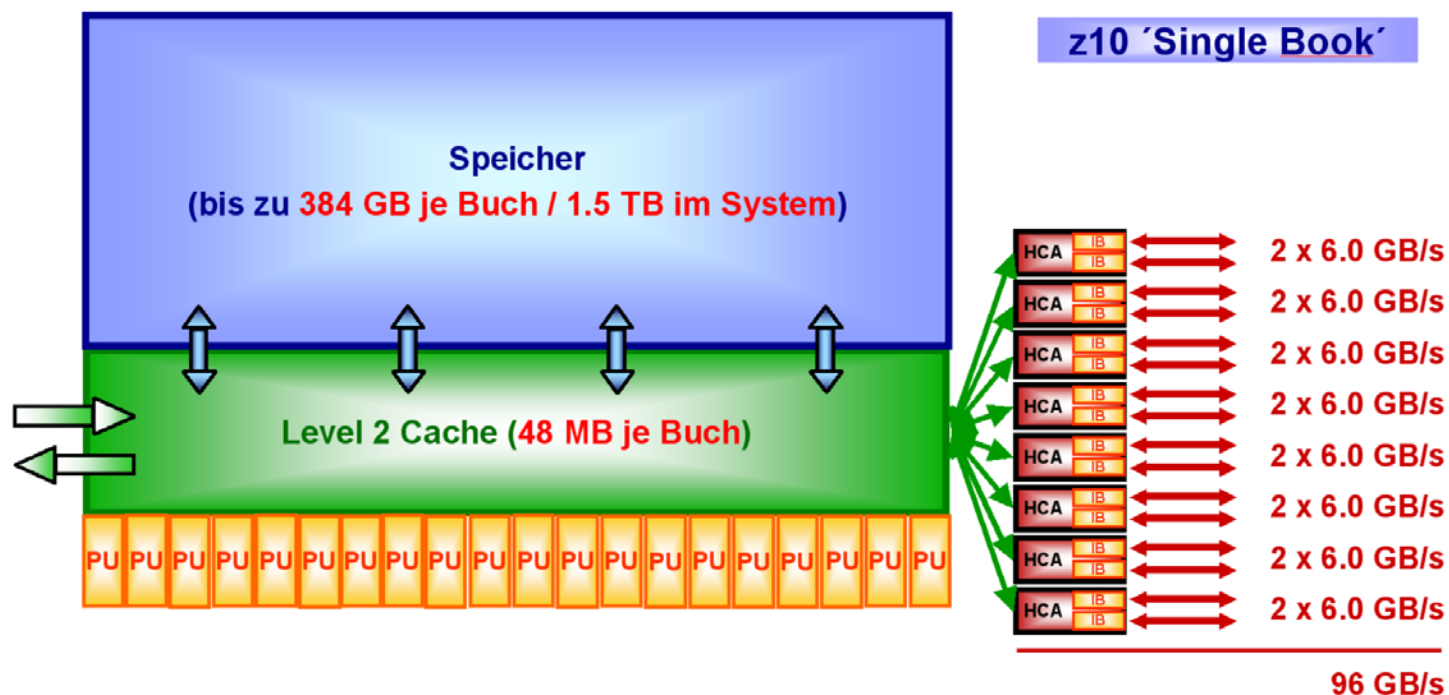 z10 ´Single Book´
Speicher
(bis zu 384 GB je Buch / 1.5 TB im System)
Level 2 Cache (48 MB je Buch)
PU PU PU PU PU PU PU PU PU PU PU PU PU PU PU PU PU PU PU PU
HCA IB IB 2 x 6.0 GB/s
HCA IB IB 2 x 6.0 GB/s
HCA IB IB 2 x 6.0 GB/s
HCA IB IB 2 x 6.0 GB/s
HCA IB IB 2 x 6.0 GB/s
HCA IB IB 2 x 6.0 GB/s
HCA IB IB 2 x 6.0 GB/s
HCA IB IB 2 x 6.0 GB/s
96 GB/s